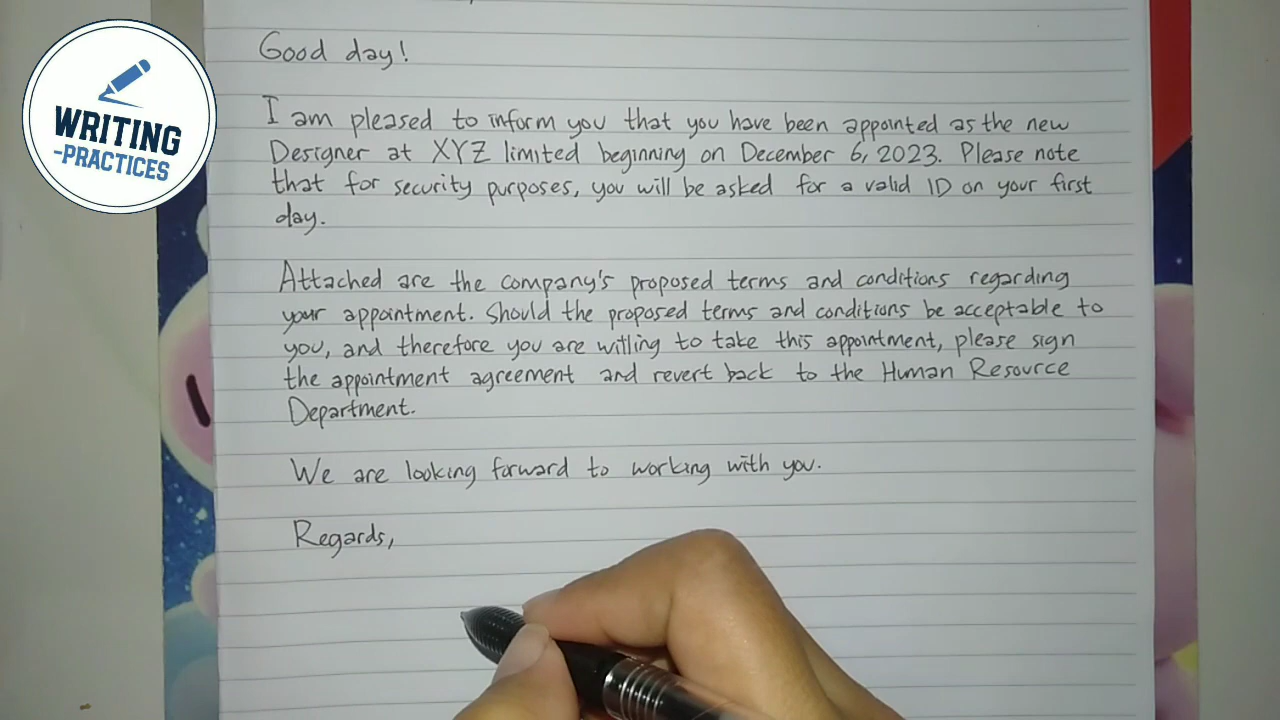 WRITING
-PRACTICES
Good day!
I am pleased to inform you that you have been appointed as the new
Designer at XYZ limited beginning on December 6, 2023. Please note
that for security purposes, you will be asked for a valid ID on your first
day.
Attached are the company's proposed terms and conditions regarding
your appointment. Should the proposed terms and conditions be acceptable to
you, and therefore you are willing to take this appointment, please sign
the appointment agreement and revert back to the Human Resource
Department.
We are looking forward to working with you.
Regards,